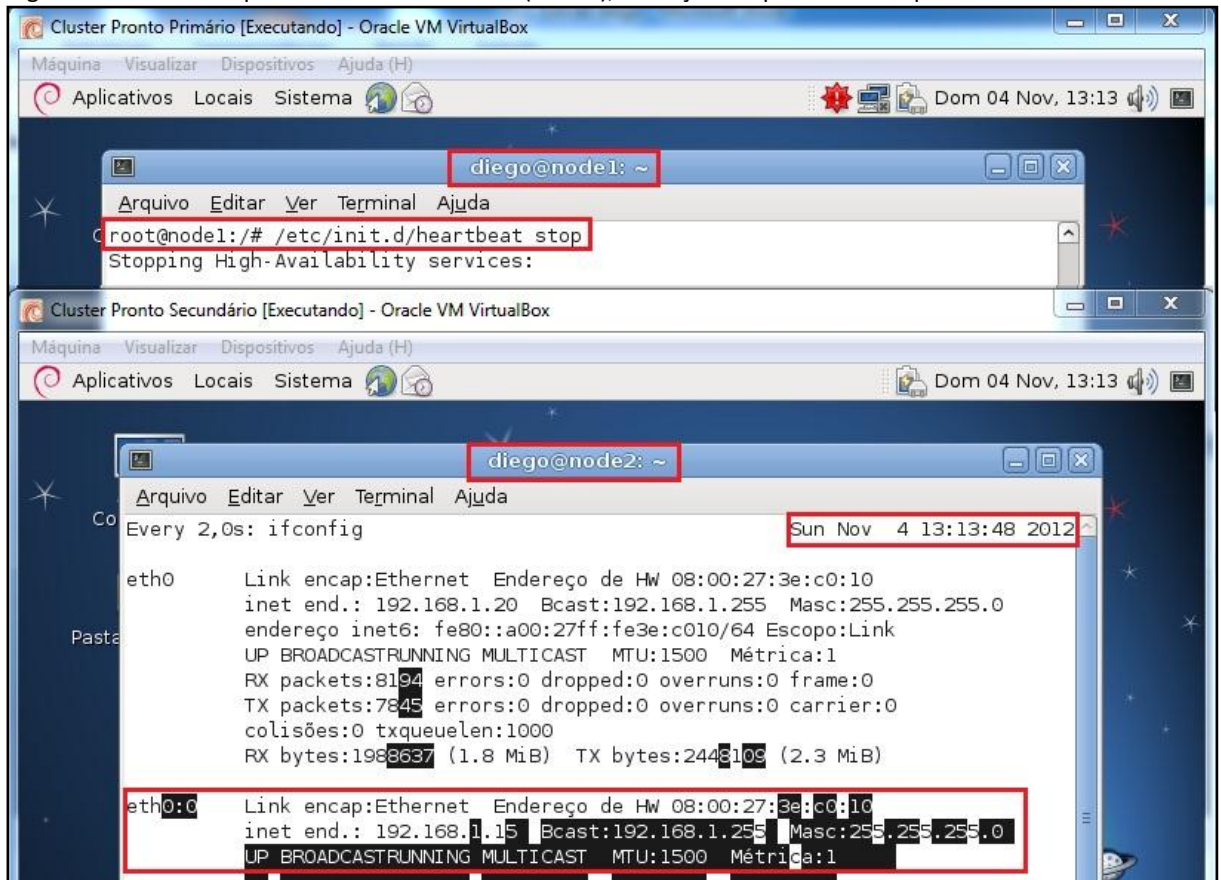 Cluster Pronto Primário [Executando] - Oracle VM VirtualBox
Máquina Visualizar Dispositivos Ajuda (H)
Aplicativos Locais Sistema Dom 04 Nov, 13:13
diego@node1: ~
Arquivo Editar Ver Terminal Ajuda
root@node1:/# /etc/init.d/heartbeat stop
Stopping High-Availability services:
Cluster Pronto Secundário [Executando] - Oracle VM VirtualBox
Máquina Visualizar Dispositivos Ajuda (H)
Aplicativos Locais Sistema Dom 04 Nov, 13:13
diego@node2: ~
Arquivo Editar Ver Terminal Ajuda
Co
Every 2,0s: ifconfig Sun Nov 4 13:13:48 2012
eth0 Link encap:Ethernet Endereço de HW 08:00:27:3e:c0:10
inet end.: 192.168.1.20 Bcast:192.168.1.255 Masc:255.255.255.0
Pasta
endereço inet6: fe80::a00:27ff:fe3e:c010/64 Escopo:Link
UP BROADCASTRUNNING MULTICAST MTU:1500 Métrica:1
RX packets:8194 errors:0 dropped:0 overruns:0 frame:0
TX packets:7845 errors:0 dropped:0 overruns:0 carrier:0
colisões:0 txqueuelen:1000
RX bytes:1988637 (1.8 MiB) TX bytes:2448109 (2.3 MiB)
eth0:0 Link encap:Ethernet Endereço de HW 08:00:27:3e:c0:10
inet end.: 192.168.1.15 Bcast:192.168.1.255 Masc:255.255.255.0
UP BROADCASTRUNNING MULTICAST MTU:1500 Métrica:1